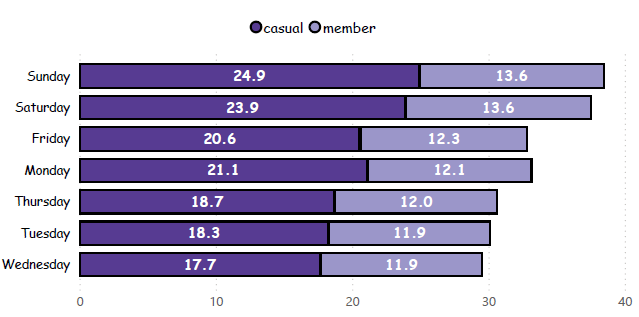 casual member
Sunday 24.9 13.6
Saturday 23.9 13.6
Friday 20.6 12.3
Monday 21.1 12.1
Thursday 18.7 12.0
Tuesday 18.3 11.9
Wednesday 17.7 11.9
0 10 20 30 40